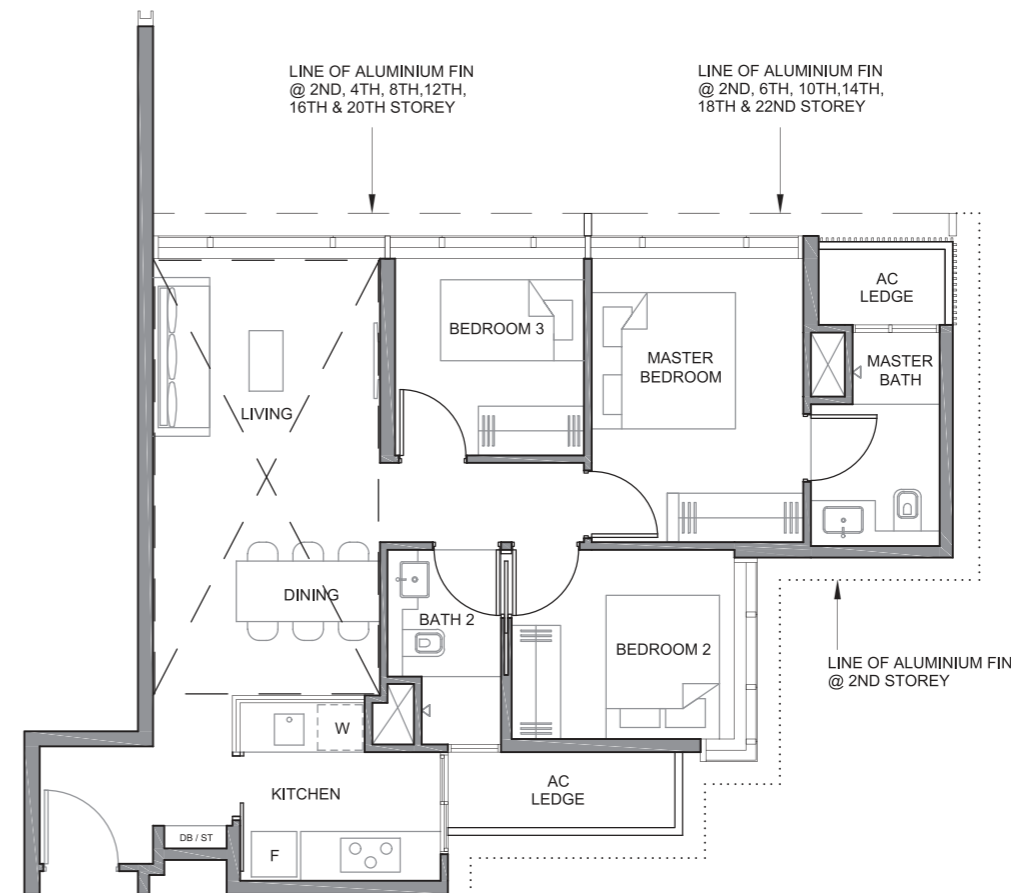 LINE OF ALUMINIUM FIN
@ 2ND, 4TH, 8TH,12TH,
16TH & 20TH STOREY
LINE OF ALUMINIUM FIN
@ 2ND, 6TH, 10TH,14TH,
18TH & 22ND STOREY
AC
LEDGE
BEDROOM 3
MASTER
BEDROOM
MASTER
BATH
LIVING
DINING
BATH 2
BEDROOM 2
LINE OF ALUMINIUM FIN
@ 2ND STOREY
W
KITCHEN
AC
LEDGE
DB / ST
F